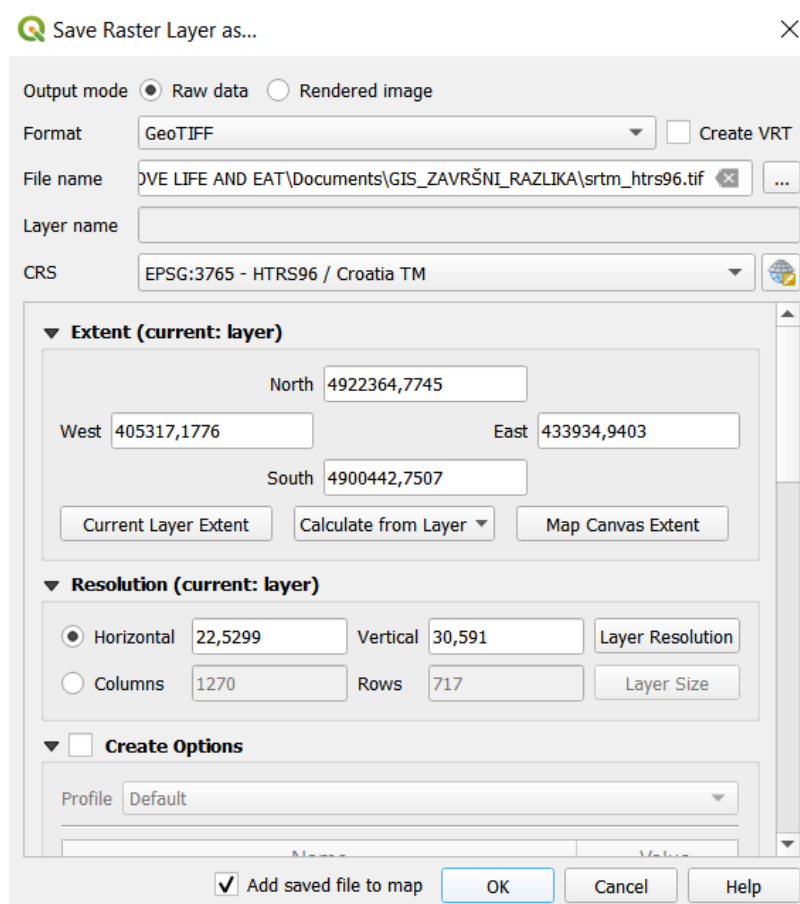 Save Raster Layer as...
Output mode Raw data Rendered image
Format GeoTIFF Create VRT
File name OVE LIFE AND EAT\Documents\GIS_ZAVRŠNI_RAZLIKA\srtm_htrs96.tif ...
Layer name
CRS EPSG:3765 - HTRS96 / Croatia TM
Extent (current: layer)
North 4922364,7745
West 405317,1776 East 433934,9403
South 4900442,7507
Current Layer Extent Calculate from Layer Map Canvas Extent
Resolution (current: layer)
Horizontal 22,5299 Vertical 30,591 Layer Resolution
Columns 1270 Rows 717 Layer Size
Create Options
Profile Default
Name Value
Add saved file to map OK Cancel Help